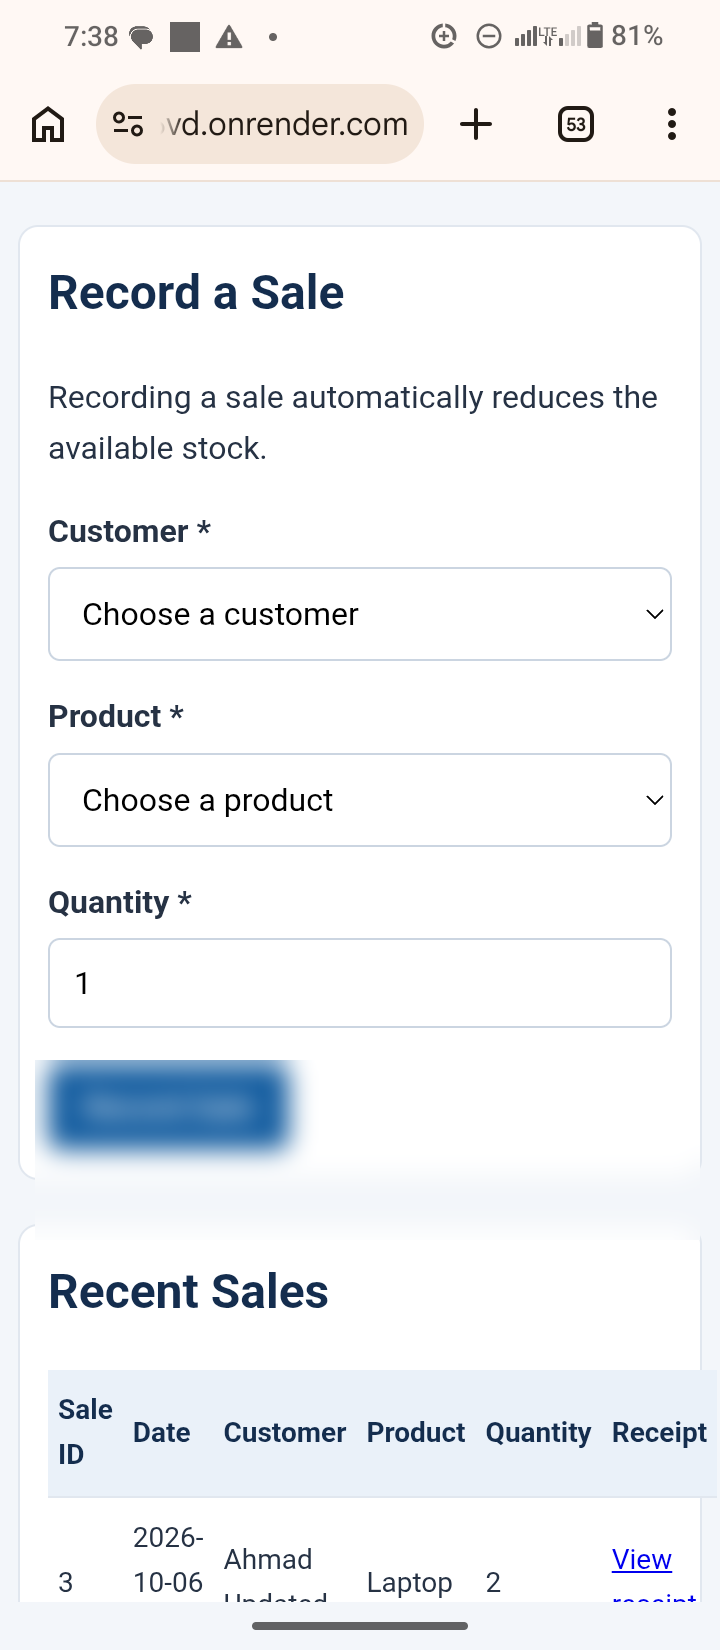 7:38
LTE
81%
vd.onrender.com
53
Record a Sale
Recording a sale automatically reduces the
available stock.
Customer *
Choose a customer
Product *
Choose a product
Quantity *
1
Recent Sales
Sale ID Date Customer Product Quantity Receipt
2026-
Ahmad
View
3 10-06 Laptop 2